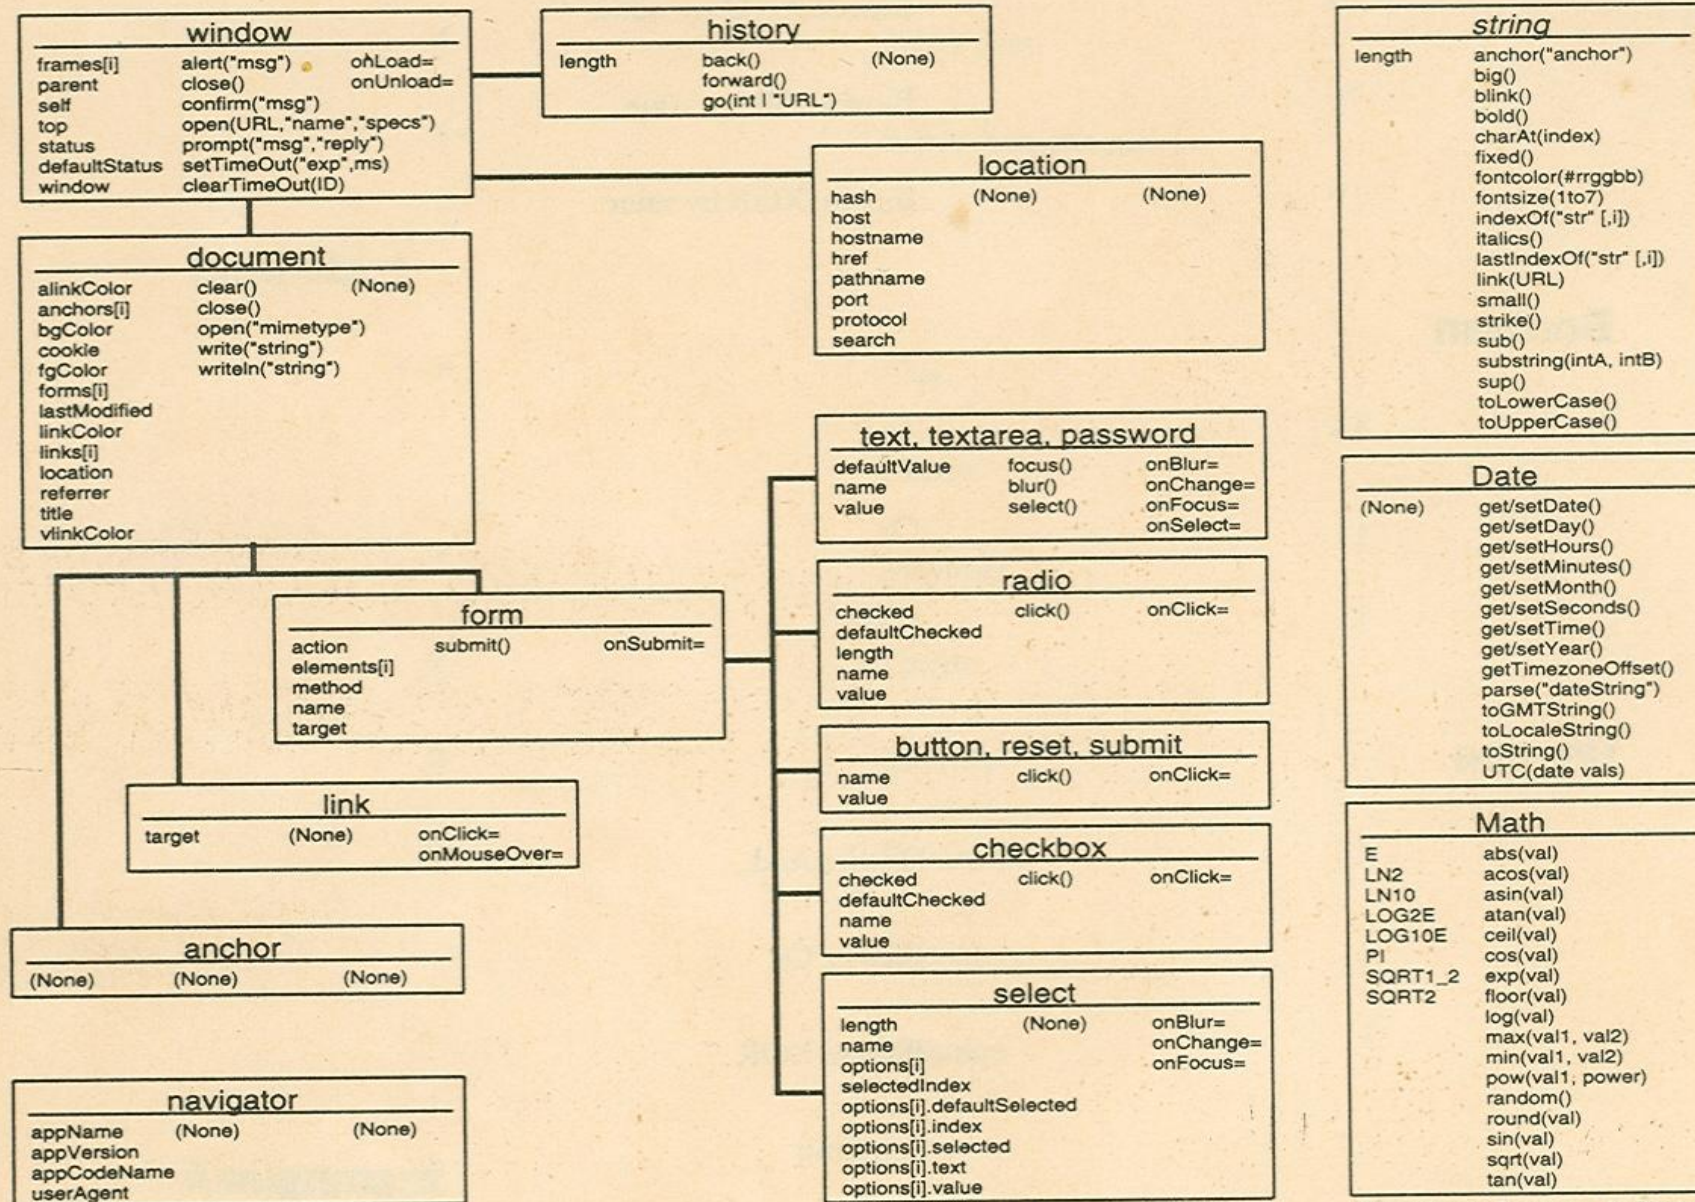 window
frames[i] alert("msg") onLoad=
parent close() onUnload=
self confirm("msg")
top open(URL,"name","specs")
status prompt("msg","reply")
defaultStatus setTimeOut("exp",ms)
window clearTimeOut(ID)
history
length back() (None)
forward()
go(int | "URL")
location
hash (None) (None)
host
hostname
href
pathname
port
protocol
search
document
alinkColor clear() (None)
anchors[i] close()
bgColor open("mimetype")
cookie write("string")
fgColor writeln("string")
forms[i]
lastModified
linkColor
links[i]
location
referrer
title
vlinkColor
form
action submit() onSubmit=
elements[i]
method
name
target
link
target (None) onClick=
onMouseOver=
anchor
(None) (None) (None)
navigator
appName (None) (None)
appVersion
appCodeName
userAgent
text, textarea, password
defaultValue focus() onBlur=
name blur() onChange=
value select() onFocus=
onSelect=
radio
checked click() onClick=
defaultChecked
length
name
value
button, reset, submit
name click() onClick=
value
checkbox
checked click() onClick=
defaultChecked
name
value
select
length (None) onBlur=
name onChange=
options[i] onFocus=
selectedIndex
options[i].defaultSelected
options[i].index
options[i].selected
options[i].text
options[i].value
string
length anchor("anchor")
big()
blink()
bold()
charAt(index)
fixed()
fontcolor(#rrggbb)
fontsize(1to7)
indexOf("str" [,i])
italics()
lastIndexOf("str" [,i])
link(URL)
small()
strike()
sub()
substring(intA, intB)
sup()
toLowerCase()
toUpperCase()
Date
(None) get/setDate()
get/setDay()
get/setHours()
get/setMinutes()
get/setMonth()
get/setSeconds()
get/setTime()
get/setYear()
getTimezoneOffset()
parse("dateString")
toGMTString()
toLocaleString()
toString()
UTC(date vals)
Math
E abs(val)
LN2 acos(val)
LN10 asin(val)
LOG2E atan(val)
LOG10E ceil(val)
PI cos(val)
SQRT1_2 exp(val)
SQRT2 floor(val)
log(val)
max(val1, val2)
min(val1, val2)
pow(val1, power)
random()
round(val)
sin(val)
sqrt(val)
tan(val)